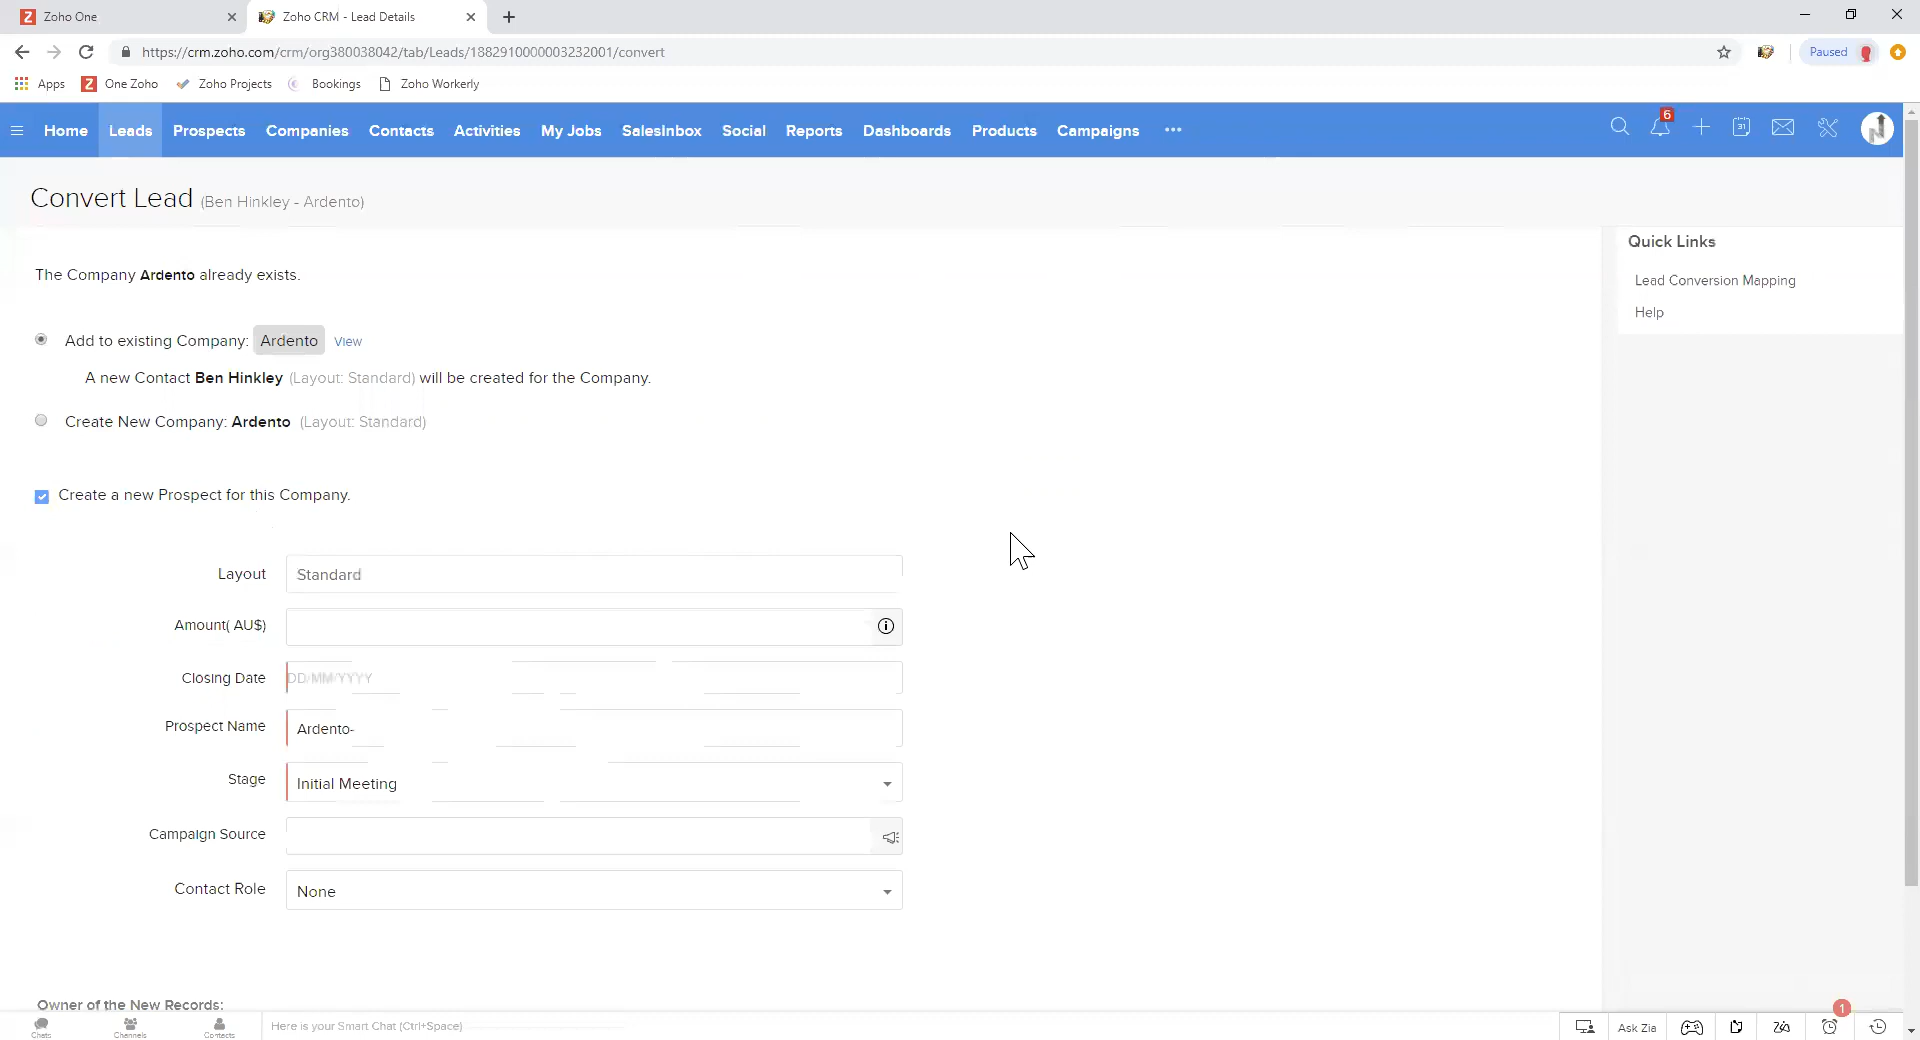 Zoho One
Zoho CRM - Lead Details
https://crm.zoho.com/crm/org380038042/tab/Leads/1882910000003232001/convert
Paused
Apps
One Zoho
Zoho Projects
Bookings
Zoho Workerly
Home
Leads
Prospects
Companies
Contacts
Activities
My Jobs
SalesInbox
Social
Reports
Dashboards
Products
Campaigns
6
31
Convert Lead (Ben Hinkley - Ardento)
Quick Links
Lead Conversion Mapping
Help
The Company Ardento already exists.
Add to existing Company: Ardento View
A new Contact Ben Hinkley (Layout: Standard) will be created for the Company.
Create New Company: Ardento (Layout: Standard)
Create a new Prospect for this Company.
Layout
Standard
Amount( AU$)
Closing Date
DD/MM/YYYY
Prospect Name
Ardento-
Stage
Initial Meeting
Campaign Source
Contact Role
None
Owner of the New Records:
Chats
Channels
Contacts
Here is your Smart Chat (Ctrl+Space)
Ask Zia
1